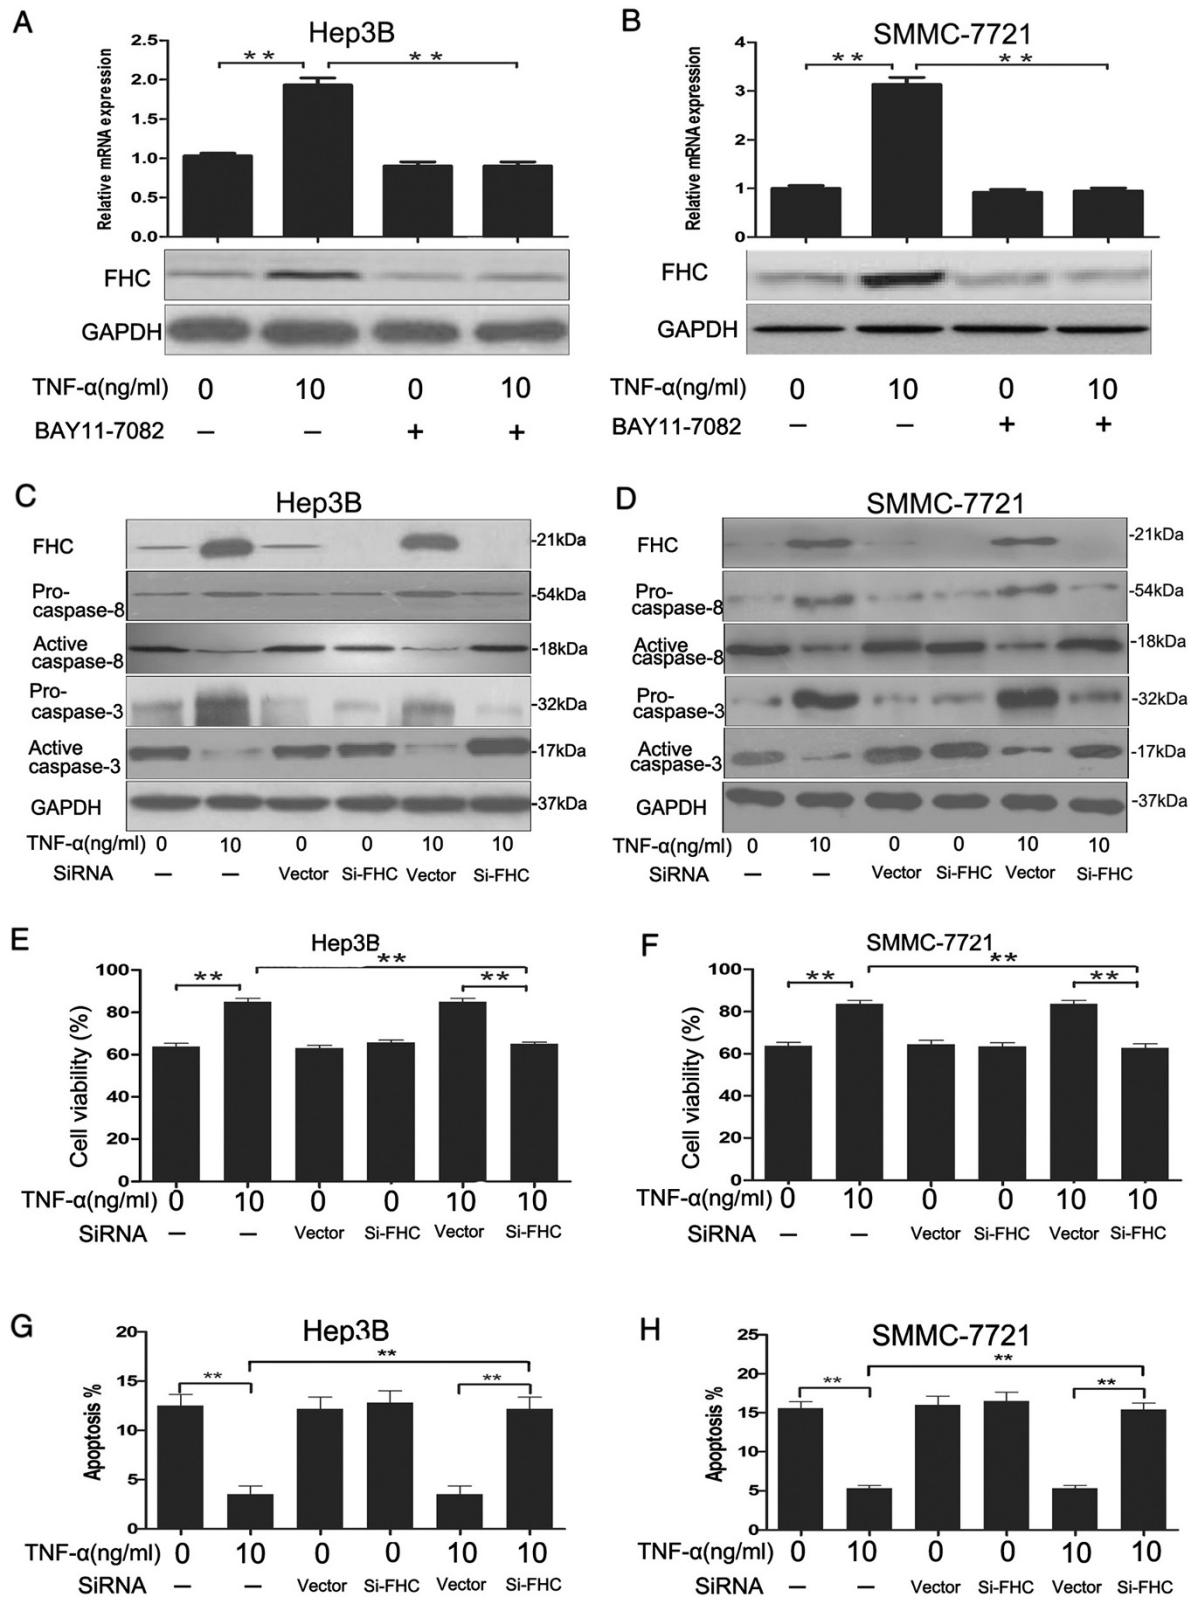 A
Hep3B
Relative mRNA expression
2.5
2.0
1.5
1.0
0.5
0.0
* *
* *
FHC
GAPDH
TNF-α(ng/ml) 0 10 0 10
BAY11-7082 – – + +
B
SMMC-7721
Relative mRNA expression
4
3
2
1
0
* *
* *
FHC
GAPDH
TNF-α(ng/ml) 0 10 0 10
BAY11-7082 – – + +
C
Hep3B
FHC -21kDa
Pro-
caspase-8 -54kDa
Active
caspase-8 -18kDa
Pro-
caspase-3 -32kDa
Active
caspase-3 -17kDa
GAPDH -37kDa
TNF-α(ng/ml) 0 10 0 0 10 10
SiRNA – – Vector Si-FHC Vector Si-FHC
D
SMMC-7721
FHC -21kDa
Pro-
caspase-8 -54kDa
Active
caspase-8 -18kDa
Pro-
caspase-3 -32kDa
Active
caspase-3 -17kDa
GAPDH -37kDa
TNF-α(ng/ml) 0 10 0 0 10 10
SiRNA – – Vector Si-FHC Vector Si-FHC
E
Hep3B
Cell viability (%)
100
80
60
40
20
0
**
**
**
TNF-α(ng/ml) 0 10 0 0 10 10
SiRNA – – Vector Si-FHC Vector Si-FHC
F
SMMC-7721
Cell viability (%)
100
80
60
40
20
0
**
**
**
TNF-α(ng/ml) 0 10 0 0 10 10
SiRNA – – Vector Si-FHC Vector Si-FHC
G
Hep3B
Apoptosis %
20
15
10
5
0
**
**
**
TNF-α(ng/ml) 0 10 0 0 10 10
SiRNA – – Vector Si-FHC Vector Si-FHC
H
SMMC-7721
Apoptosis %
25
20
15
10
5
0
**
**
**
TNF-α(ng/ml) 0 10 0 0 10 10
SiRNA – – Vector Si-FHC Vector Si-FHC